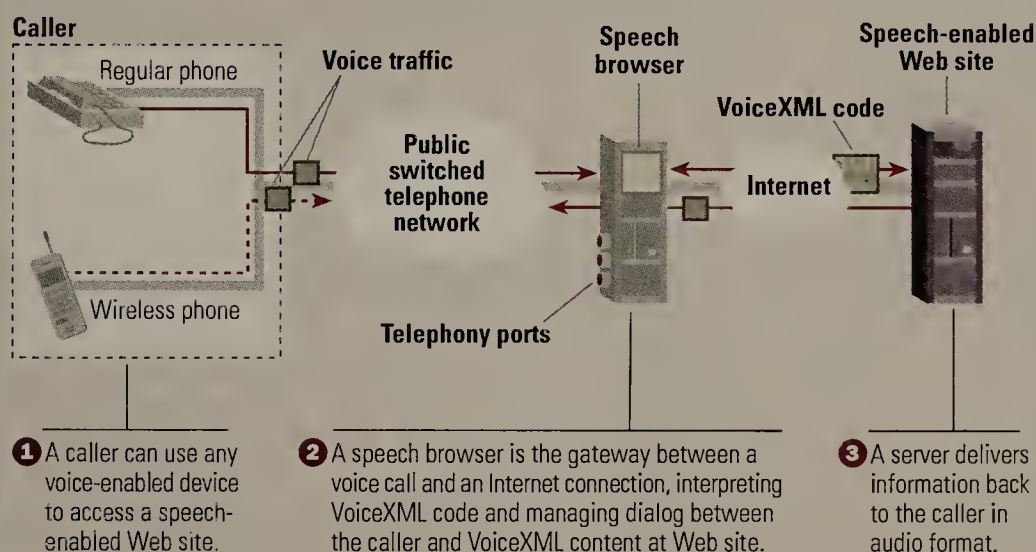 Caller
Regular phone
Wireless phone
Voice traffic
Public
switched
telephone
network
Speech
browser
Telephony ports
VoiceXML code
Internet
Speech-enabled
Web site
1 A caller can use any
voice-enabled device
to access a speech-
enabled Web site.
2 A speech browser is the gateway between a
voice call and an Internet connection, interpreting
VoiceXML code and managing dialog between
the caller and VoiceXML content at Web site.
3 A server delivers
information back
to the caller in
audio format.